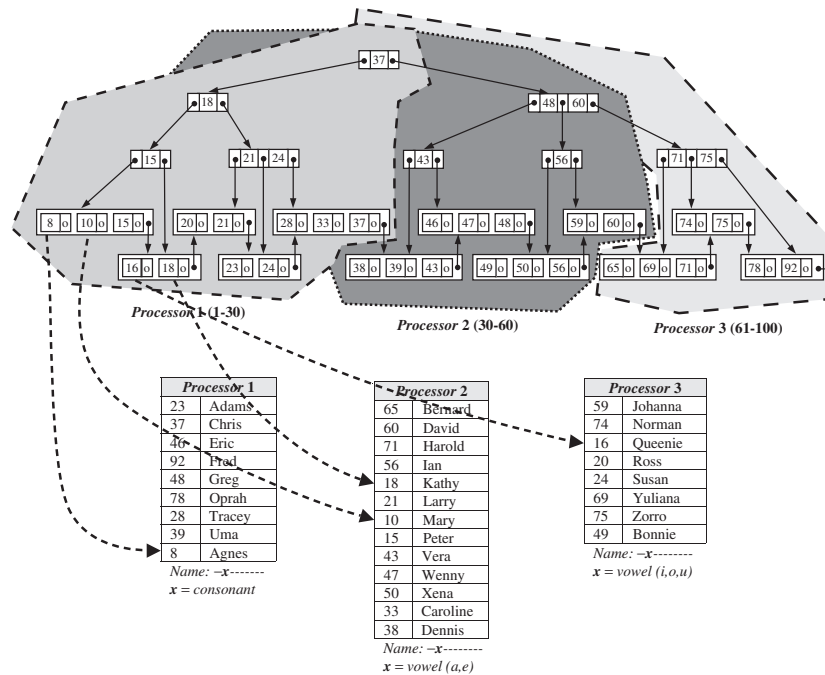 37
18
48 60
15
21 24
43
56
71 75
8 o 10 o 15 o
20 o 21 o
28 o 33 o 37 o
46 o 47 o 48 o
59 o 60 o
74 o 75 o
16 o 18 o
23 o 24 o
38 o 39 o 43 o
49 o 50 o 56 o
65 o 69 o 71 o
78 o 92 o
Processor 1 (1-30)
Processor 2 (30-60)
Processor 3 (61-100)
Processor 1
23 Adams
37 Chris
46 Eric
92 Fred
48 Greg
78 Oprah
28 Tracey
39 Uma
8 Agnes
Name: –x-------
x = consonant
Processor 2
65 Bernard
60 David
71 Harold
56 Ian
18 Kathy
21 Larry
10 Mary
15 Peter
43 Vera
47 Wenny
50 Xena
33 Caroline
38 Dennis
Name: –x--------
x = vowel (a,e)
Processor 3
59 Johanna
74 Norman
16 Queenie
20 Ross
24 Susan
69 Yuliana
75 Zorro
49 Bonnie
Name: –x--------
x = vowel (i,o,u)